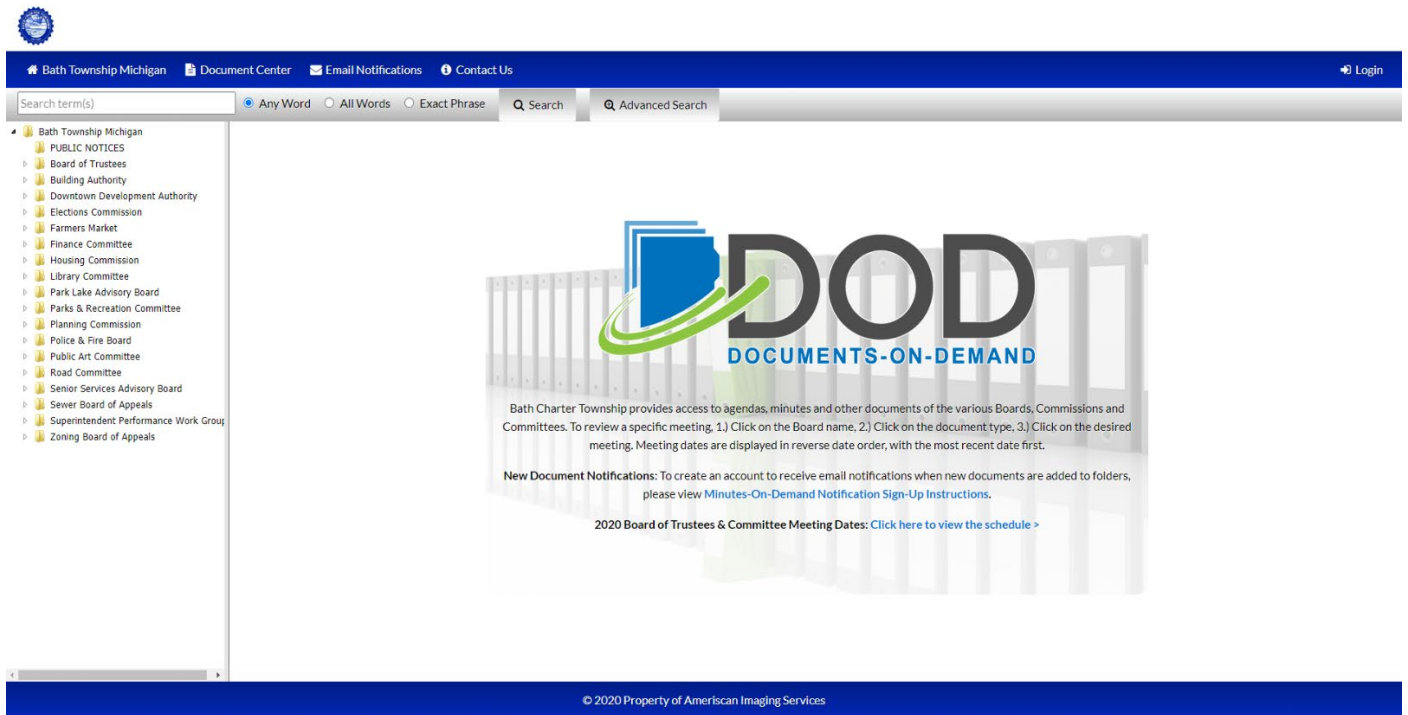 Bath Township Michigan Document Center Email Notifications Contact Us Login
Search term(s) Any Word All Words Exact Phrase Search Advanced Search
Bath Township Michigan
PUBLIC NOTICES
Board of Trustees
Building Authority
Downtown Development Authority
Elections Commission
Farmers Market
Finance Committee
Housing Commission
Library Committee
Park Lake Advisory Board
Parks & Recreation Committee
Planning Commission
Police & Fire Board
Public Art Committee
Road Committee
Senior Services Advisory Board
Sewer Board of Appeals
Superintendent Performance Work Group
Zoning Board of Appeals
DOD
DOCUMENTS-ON-DEMAND
Bath Charter Township provides access to agendas, minutes and other documents of the various Boards, Commissions and
Committees. To review a specific meeting, 1.) Click on the Board name, 2.) Click on the document type, 3.) Click on the desired
meeting. Meeting dates are displayed in reverse date order, with the most recent date first.
New Document Notifications: To create an account to receive email notifications when new documents are added to folders,
please view Minutes-On-Demand Notification Sign-Up Instructions.
2020 Board of Trustees & Committee Meeting Dates: Click here to view the schedule >
© 2020 Property ofAmeriscan Imaging Services